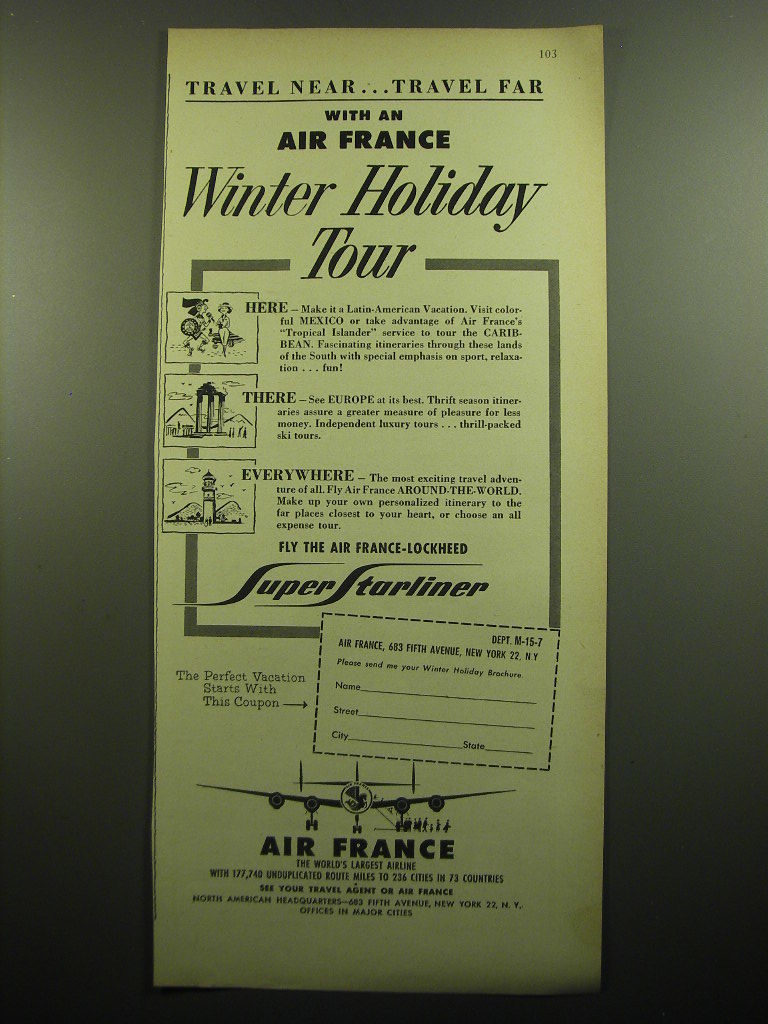 103
TRAVEL NEAR...TRAVEL FAR
WITH AN
AIR FRANCE
Winter Holiday
Tour
HERE – Make it a Latin-American Vacation. Visit color-
ful MEXICO or take advantage of Air France's
"Tropical Islander" service to tour the CARIB-
BEAN. Fascinating itineraries through these lands
of the South with special emphasis on sport, relaxa-
tion . . . fun!
THERE – See EUROPE at its best. Thrift season itiner-
aries assure a greater measure of pleasure for less
money. Independent luxury tours . . . thrill-packed
ski tours.
EVERYWHERE – The most exciting travel adven-
ture of all. Fly Air France AROUND-THE-WORLD.
Make up your own personalized itinerary to the
far places closest to your heart, or choose an all
expense tour.
FLY THE AIR FRANCE-LOCKHEED
Super Starliner
DEPT. M-15-7
AIR FRANCE, 683 FIFTH AVENUE, NEW YORK 22, N.Y
Please send me your Winter Holiday Brochure.
Name
Street
City State
The Perfect Vacation
Starts With
This Coupon
AIR FRANCE
THE WORLD'S LARGEST AIRLINE
WITH 177,740 UNDUPLICATED ROUTE MILES TO 236 CITIES IN 73 COUNTRIES
SEE YOUR TRAVEL AGENT OR AIR FRANCE
NORTH AMERICAN HEADQUARTERS—683 FIFTH AVENUE, NEW YORK 22, N. Y.
OFFICES IN MAJOR CITIES